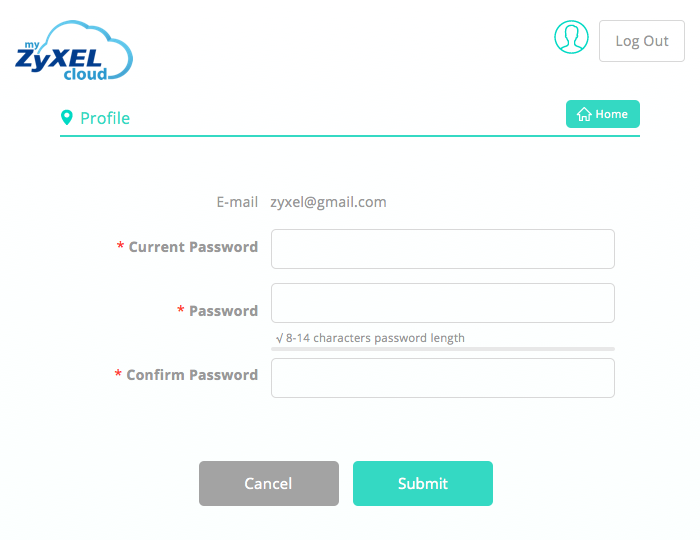 my
ZyXEL
cloud
Log Out
Profile
Home
E-mail zyxel@gmail.com
* Current Password
* Password
√ 8-14 characters password length
* Confirm Password
Cancel
Submit